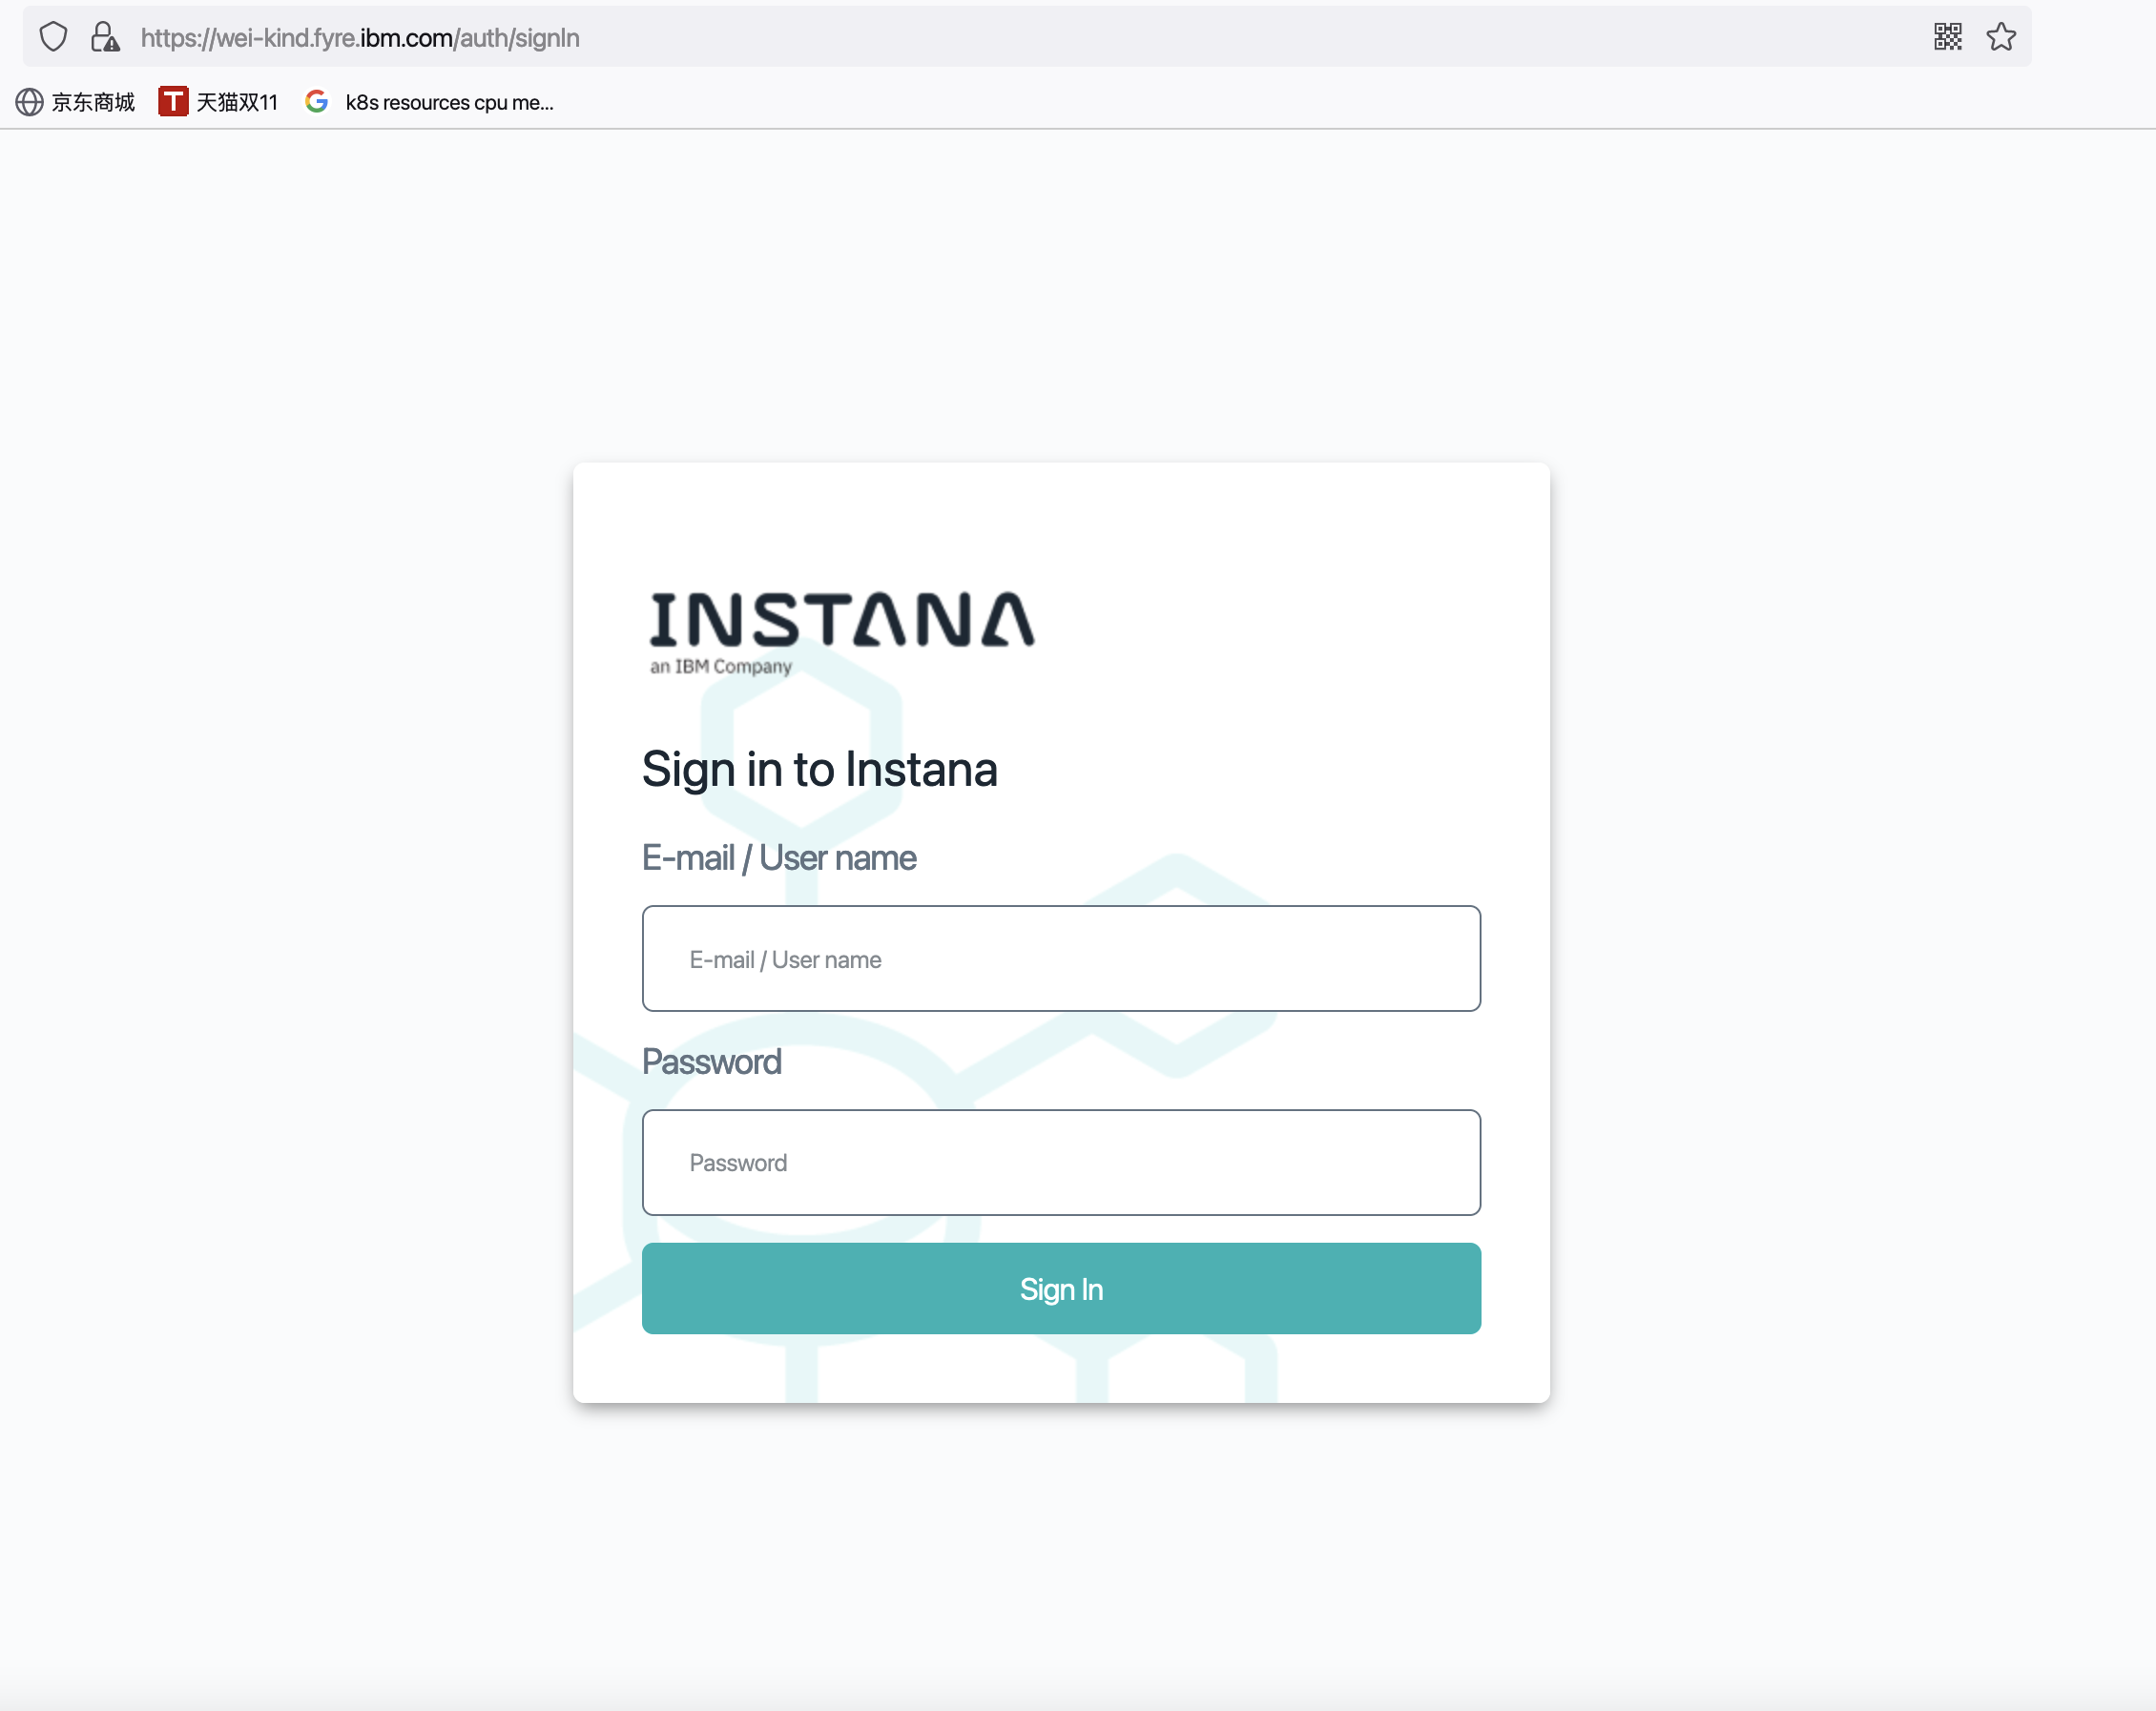 https://wei-kind.fyre.ibm.com/auth/signIn
京东商城 T 天猫双11 k8s resources cpu me...
INSTANA
an IBM Company
Sign in to Instana
E-mail / User name
E-mail / User name
Password
Password
Sign In